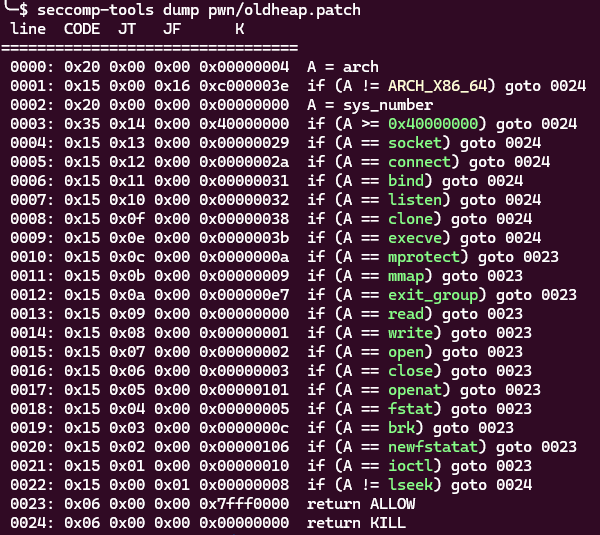 ╰─$ seccomp-tools dump pwn/oldheap.patch
 line  CODE  JT   JF      K
=================================
 0000: 0x20 0x00 0x00 0x00000004  A = arch
 0001: 0x15 0x00 0x16 0xc000003e  if (A != ARCH_X86_64) goto 0024
 0002: 0x20 0x00 0x00 0x00000000  A = sys_number
 0003: 0x35 0x14 0x00 0x40000000  if (A >= 0x40000000) goto 0024
 0004: 0x15 0x13 0x00 0x00000029  if (A == socket) goto 0024
 0005: 0x15 0x12 0x00 0x0000002a  if (A == connect) goto 0024
 0006: 0x15 0x11 0x00 0x00000031  if (A == bind) goto 0024
 0007: 0x15 0x10 0x00 0x00000032  if (A == listen) goto 0024
 0008: 0x15 0x0f 0x00 0x00000038  if (A == clone) goto 0024
 0009: 0x15 0x0e 0x00 0x0000003b  if (A == execve) goto 0024
 0010: 0x15 0x0c 0x00 0x0000000a  if (A == mprotect) goto 0023
 0011: 0x15 0x0b 0x00 0x00000009  if (A == mmap) goto 0023
 0012: 0x15 0x0a 0x00 0x000000e7  if (A == exit_group) goto 0023
 0013: 0x15 0x09 0x00 0x00000000  if (A == read) goto 0023
 0014: 0x15 0x08 0x00 0x00000001  if (A == write) goto 0023
 0015: 0x15 0x07 0x00 0x00000002  if (A == open) goto 0023
 0016: 0x15 0x06 0x00 0x00000003  if (A == close) goto 0023
 0017: 0x15 0x05 0x00 0x00000101  if (A == openat) goto 0023
 0018: 0x15 0x04 0x00 0x00000005  if (A == fstat) goto 0023
 0019: 0x15 0x03 0x00 0x0000000c  if (A == brk) goto 0023
 0020: 0x15 0x02 0x00 0x00000106  if (A == newfstatat) goto 0023
 0021: 0x15 0x01 0x00 0x00000010  if (A == ioctl) goto 0023
 0022: 0x15 0x00 0x01 0x00000008  if (A != lseek) goto 0024
 0023: 0x06 0x00 0x00 0x7fff0000  return ALLOW
 0024: 0x06 0x00 0x00 0x00000000  return KILL